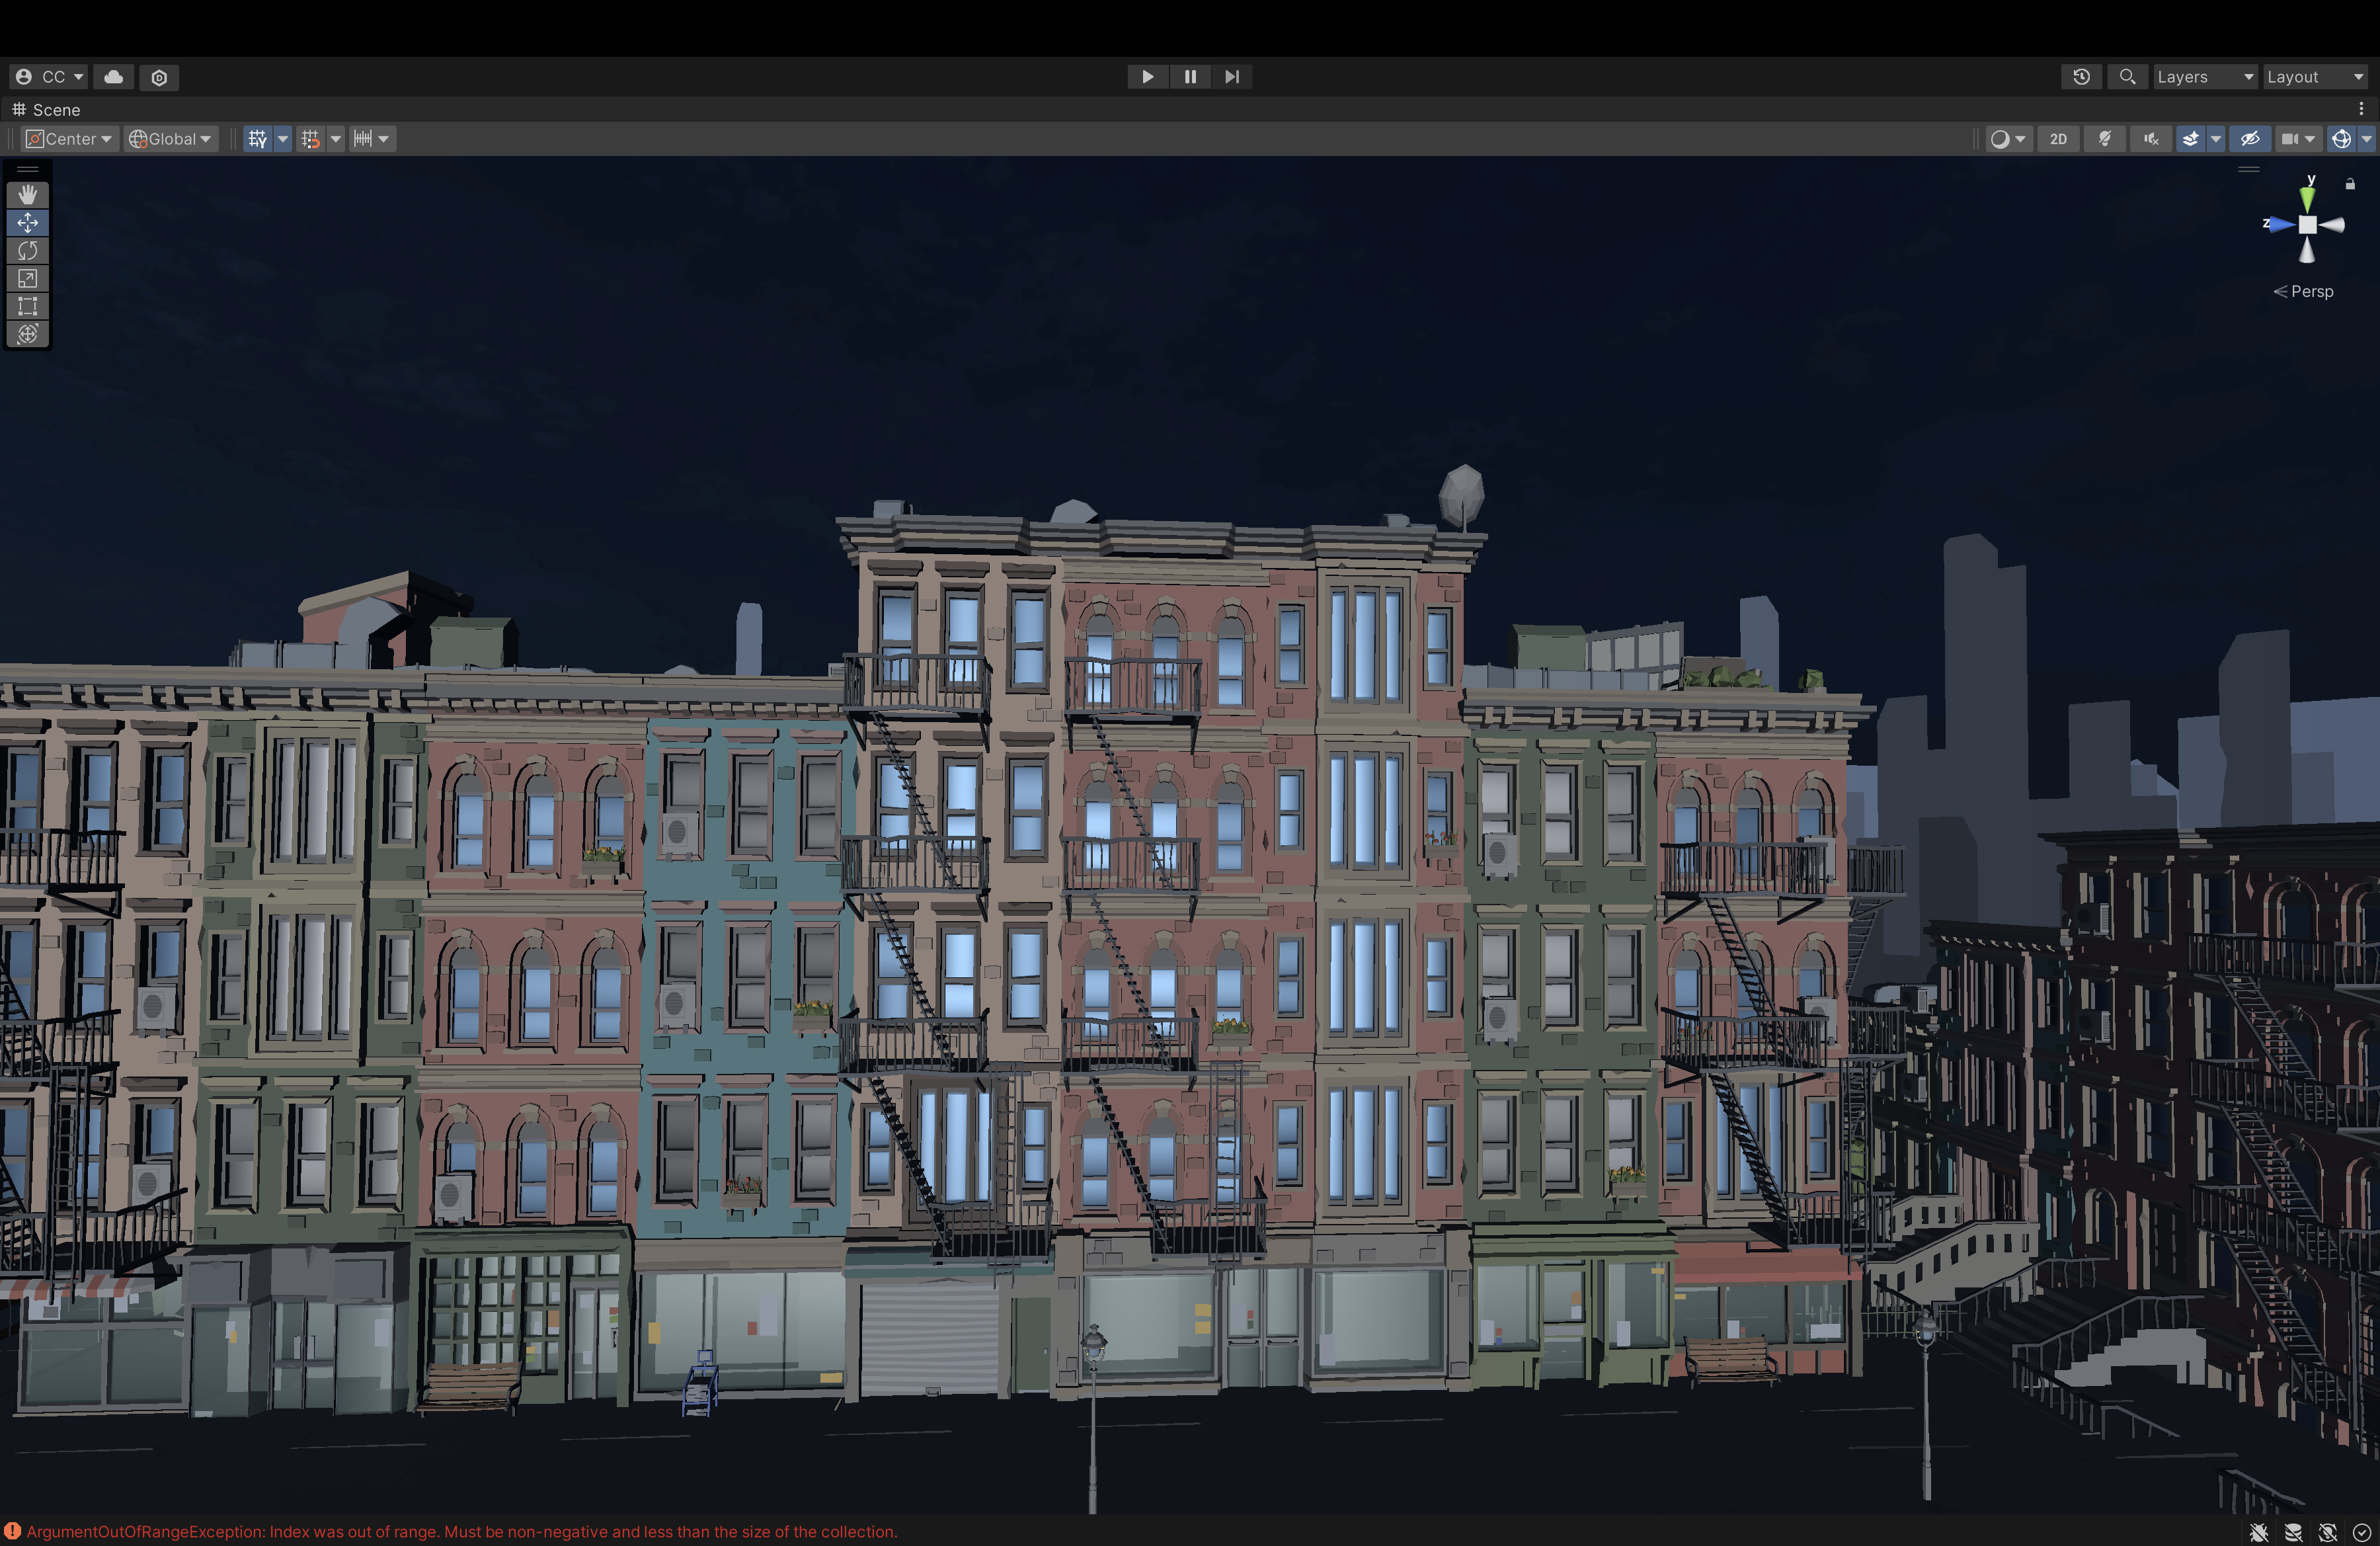 CC
Layers
Layout
Scene
Center
Global
2D
y
z
Persp
ArgumentOutOfRangeException: Index was out of range. Must be non-negative and less than the size of the collection.